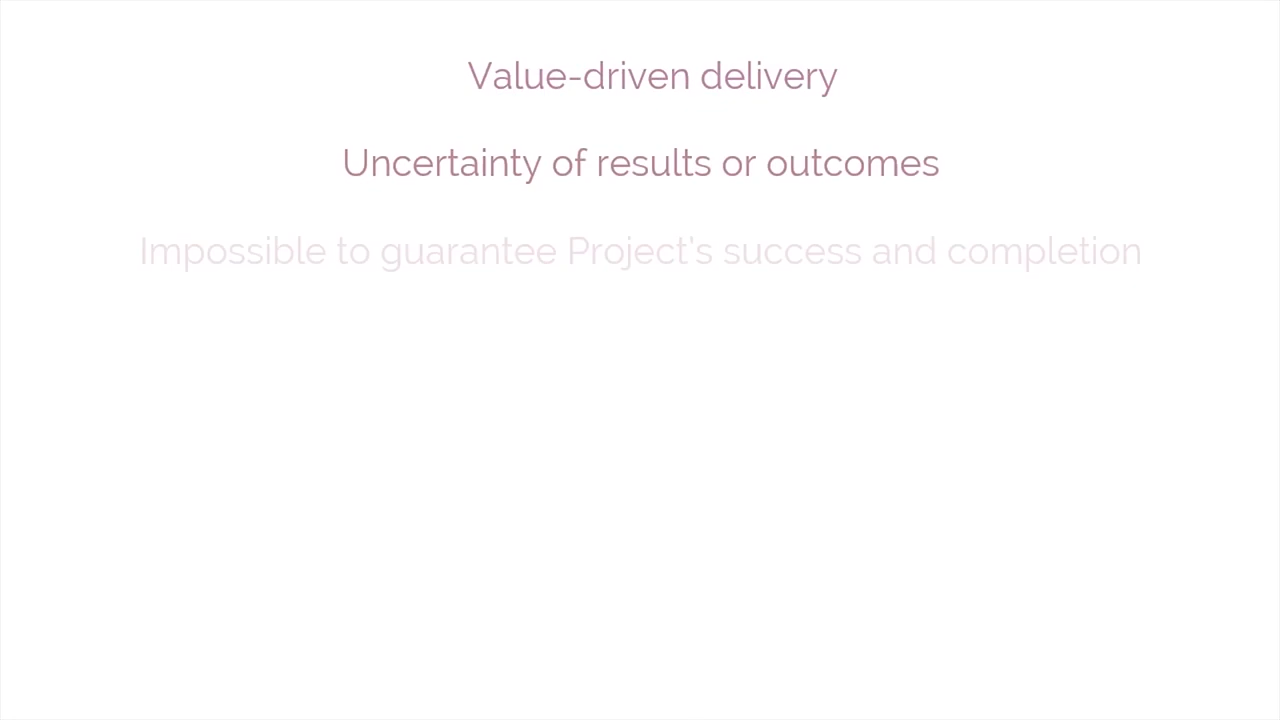 Value-driven delivery
Uncertainty of results or outcomes
Impossible to guarantee Project's success and completion